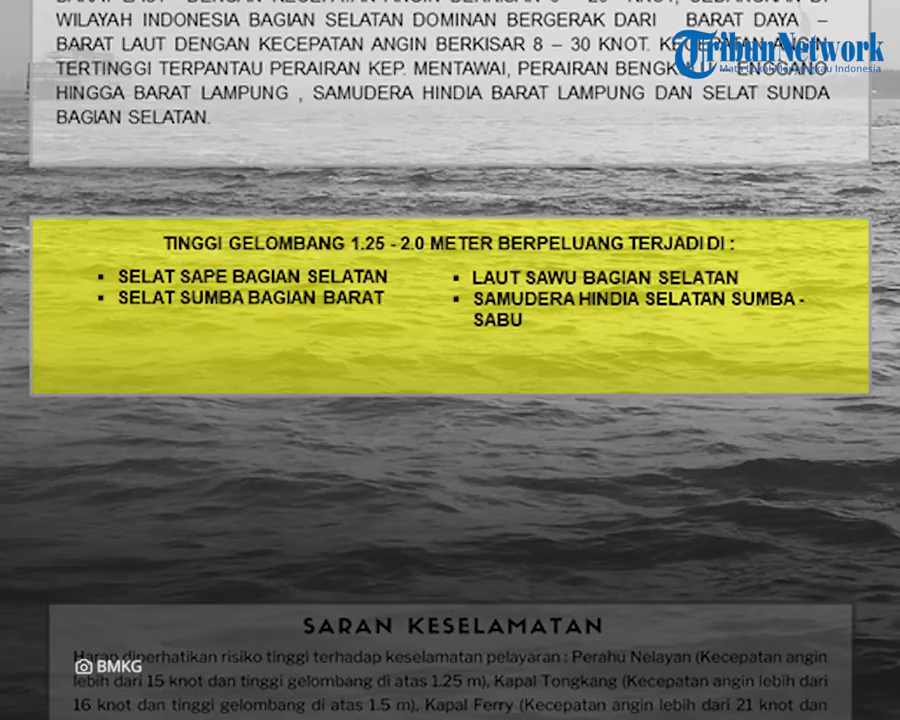 WILAYAH INDONESIA BAGIAN SELATAN DOMINAN BERGERAK DARI BARAT DAYA –
BARAT LAUT DENGAN KECEPATAN ANGIN BERKISAR 8 – 30 KNOT. KECEPATAN ANGIN
TERTINGGI TERPANTAU PERAIRAN KEP. MENTAWAI, PERAIRAN ENGGANO
HINGGA BARAT LAMPUNG , SAMUDERA HINDIA BARAT LAMPUNG DAN SELAT SUNDA
BAGIAN SELATAN.
TribunNetwork
Indonesia
TINGGI GELOMBANG 1.25 - 2.0 METER BERPELUANG TERJADI DI :
▪ SELAT SAPE BAGIAN SELATAN
▪ SELAT SUMBA BAGIAN BARAT
▪ LAUT SAWU BAGIAN SELATAN
▪ SAMUDERA HINDIA SELATAN SUMBA -
SABU
SARAN KESELAMATAN
Harap diperhatikan risiko tinggi terhadap keselamatan pelayaran : Perahu Nelayan (Kecepatan angin
lebih dari 15 knot dan tinggi gelombang di atas 1.25 m), Kapal Tongkang (Kecepatan angin lebih dari
16 knot dan tinggi gelombang di atas 1.5 m), Kapal Ferry (Kecepatan angin lebih dari 21 knot dan
BMKG